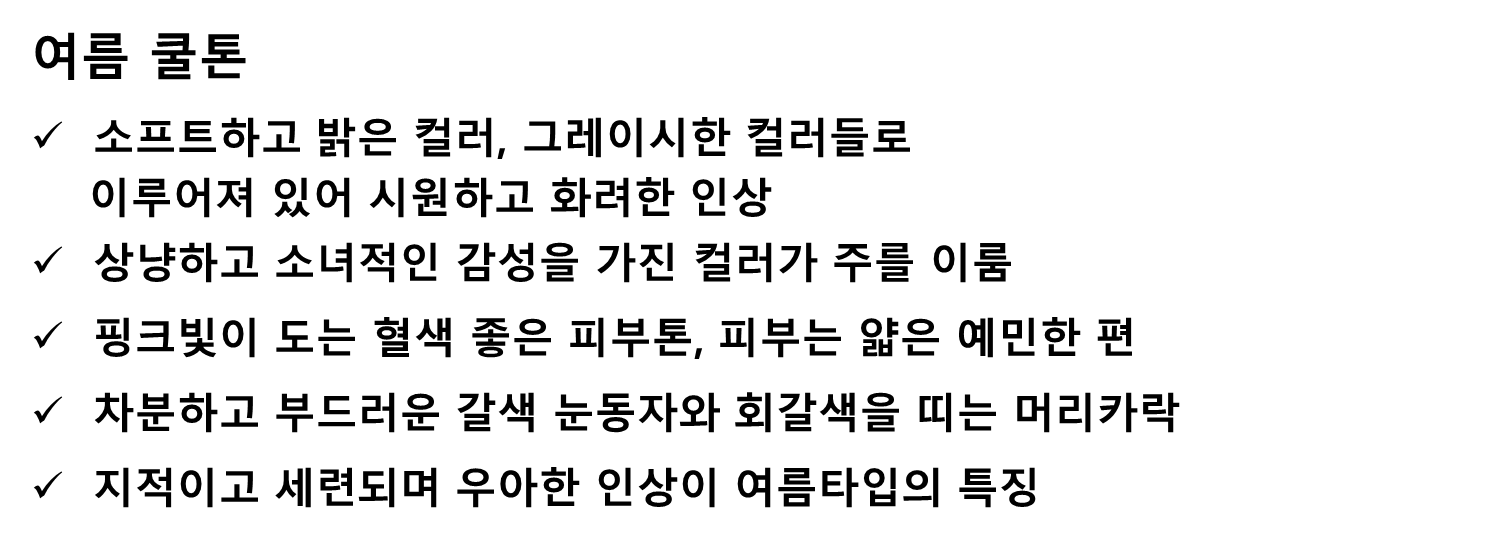 여름 쿨톤
✓ 소프트하고 밝은 컬러, 그레이시한 컬러들로
이루어져 있어 시원하고 화려한 인상
✓ 상냥하고 소녀적인 감성을 가진 컬러가 주를 이룸
✓ 핑크빛이 도는 혈색 좋은 피부톤, 피부는 얇은 예민한 편
✓ 차분하고 부드러운 갈색 눈동자와 회갈색을 띠는 머리카락
✓ 지적이고 세련되며 우아한 인상이 여름타입의 특징